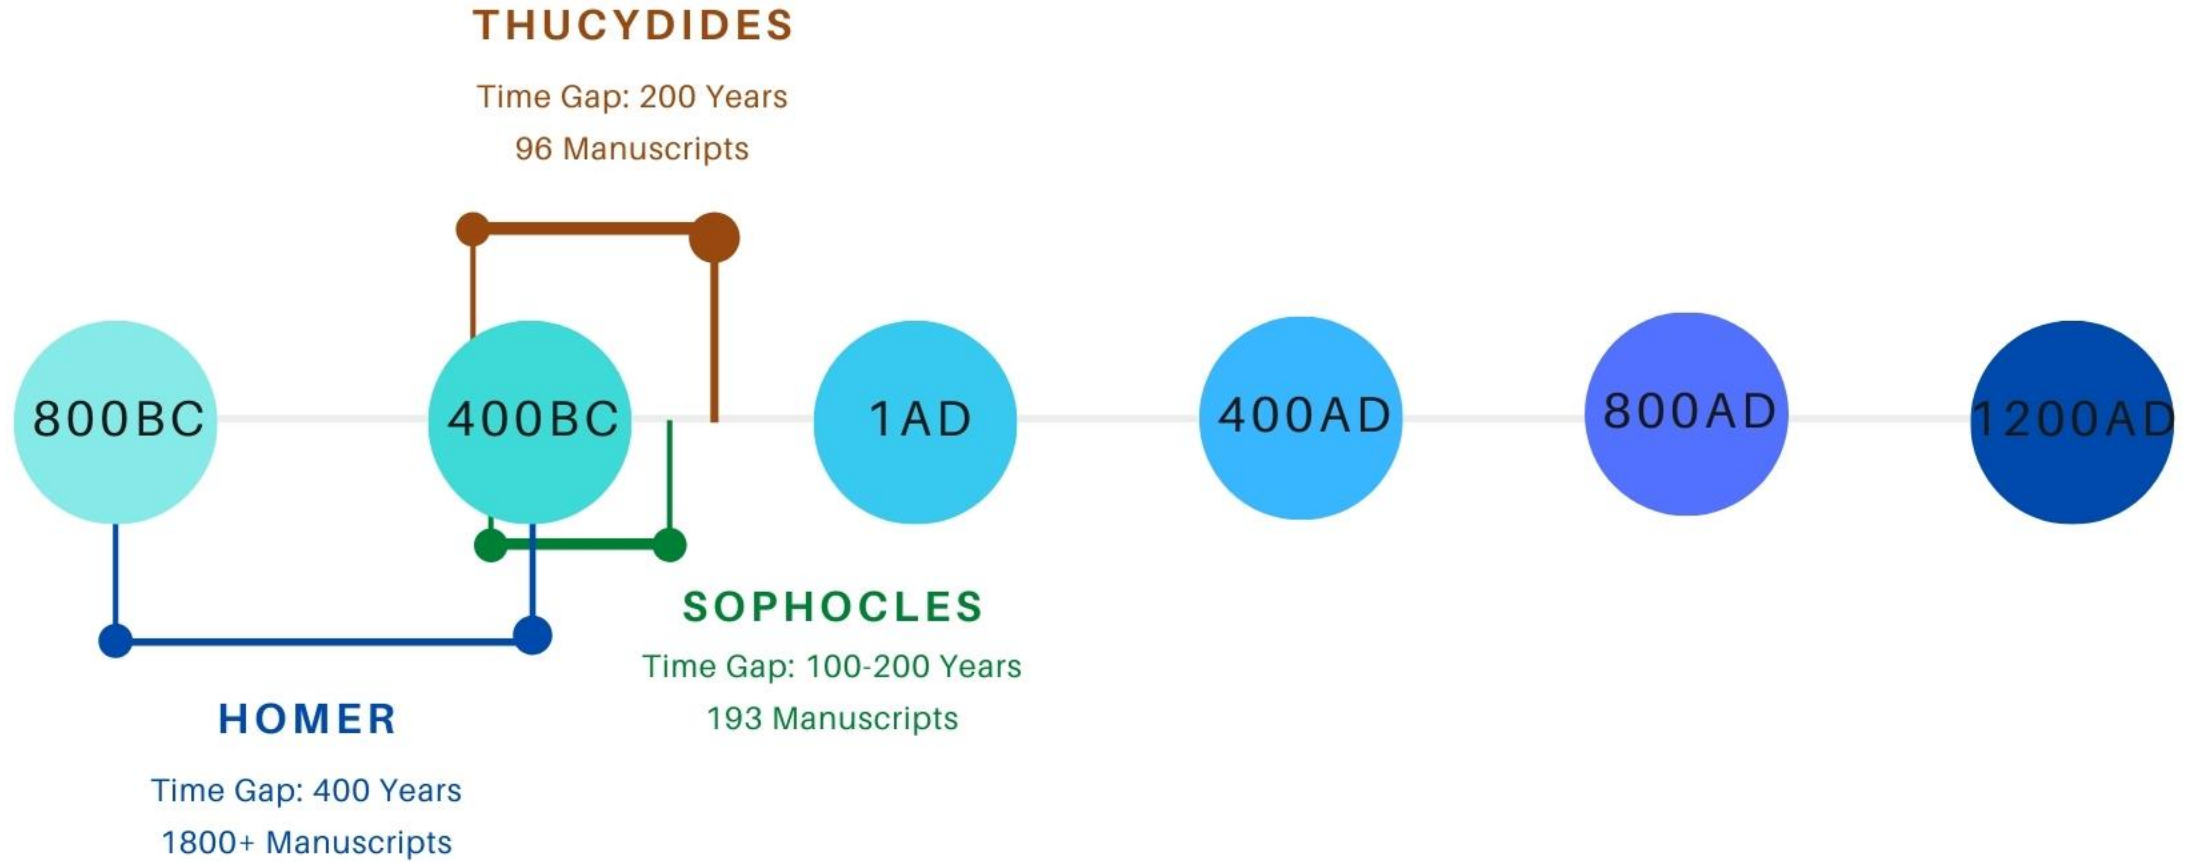 THUCYDIDES
Time Gap: 200 Years
96 Manuscripts
800BC
400BC
1AD
400AD
800AD
1200AD
SOPHOCLES
Time Gap: 100-200 Years
193 Manuscripts
HOMER
Time Gap: 400 Years
1800+ Manuscripts